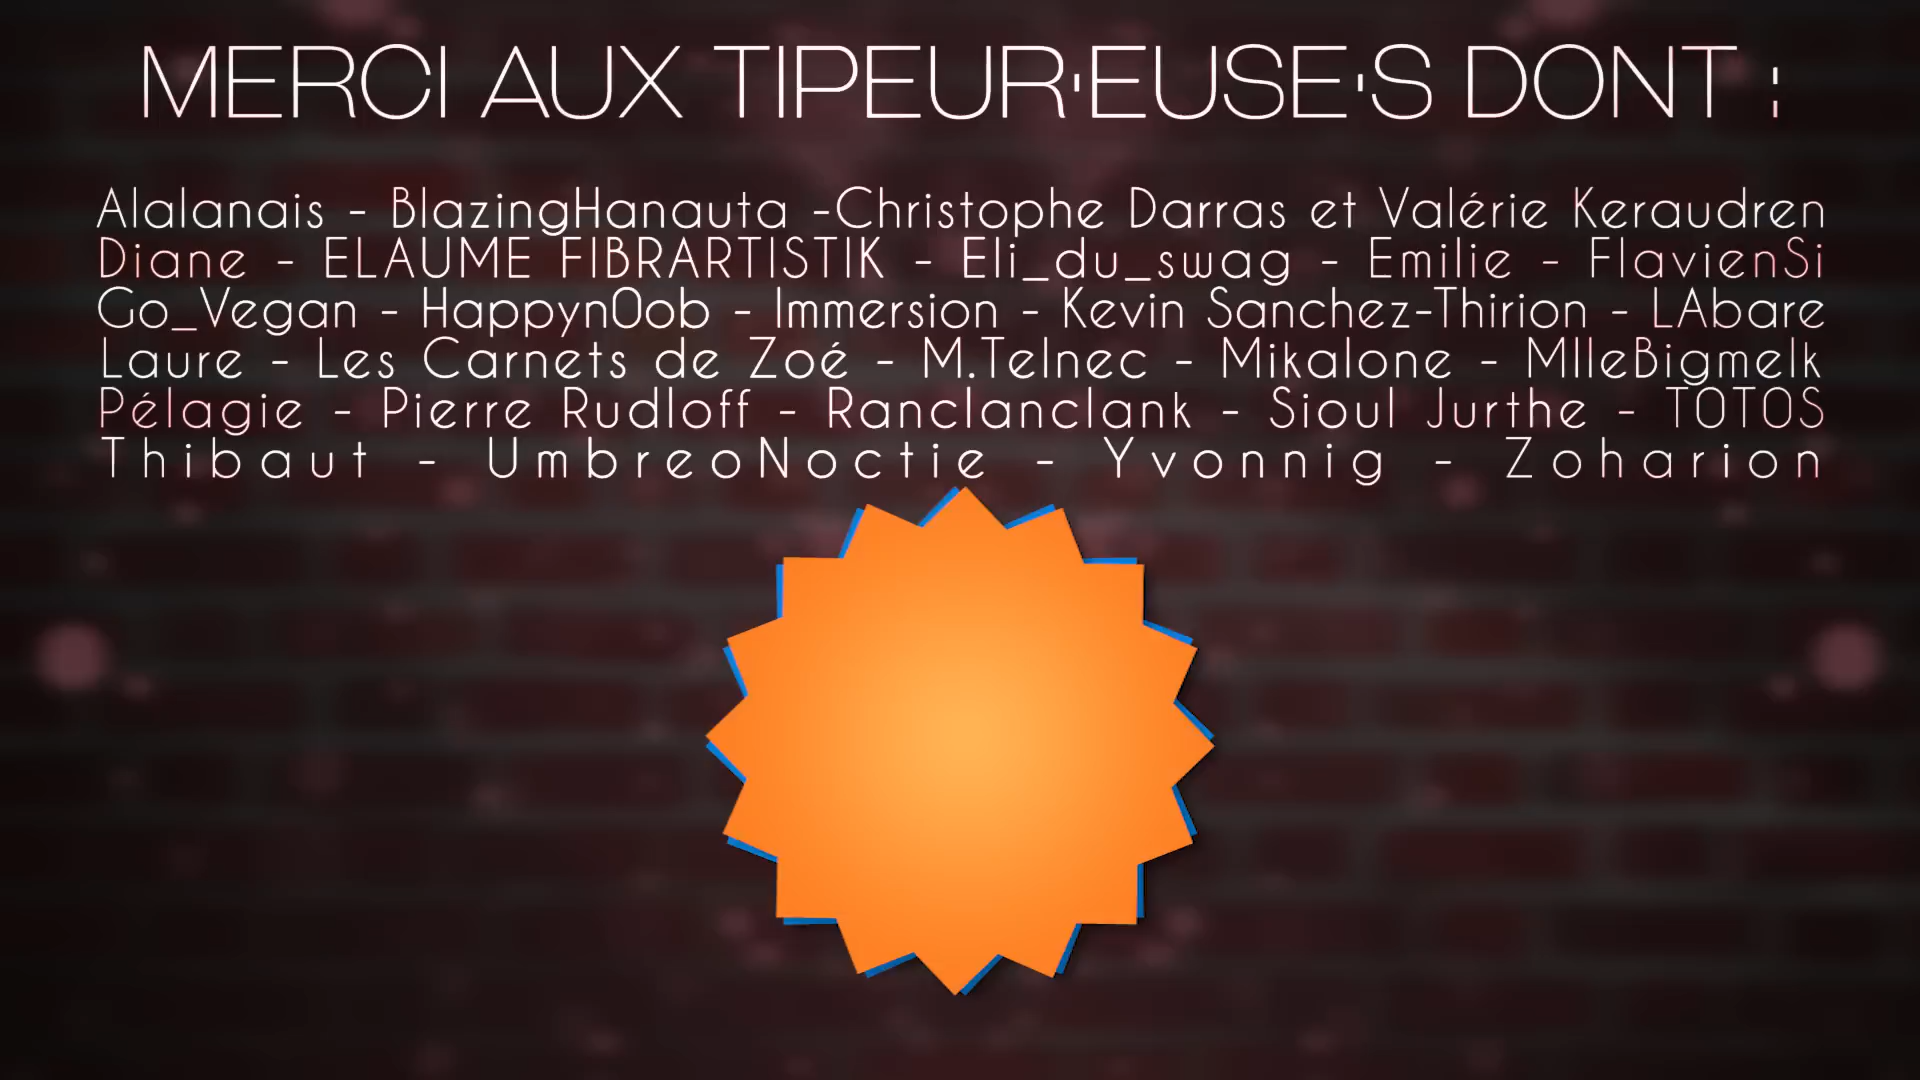 MERCI AUX TIPEUR·EUSE·S DONT :
Alalanais - BlazingHanauta -Christophe Darras et Valérie Keraudren
Diane - ELAUME FIBRARTISTIK - Eli_du_swag - Emilie - FlavienSi
Go_Vegan - Happyn0ob - Immersion - Kevin Sanchez-Thirion - LAbare
Laure - Les Carnets de Zoé - M.Telnec - Mikalone - MlleBigmelk
Pélagie - Pierre Rudloff - Ranclanclank - Sioul Jurthe - TOTOS
Thibaut - UmbreoNoctie - Yvonnig - Zoharion